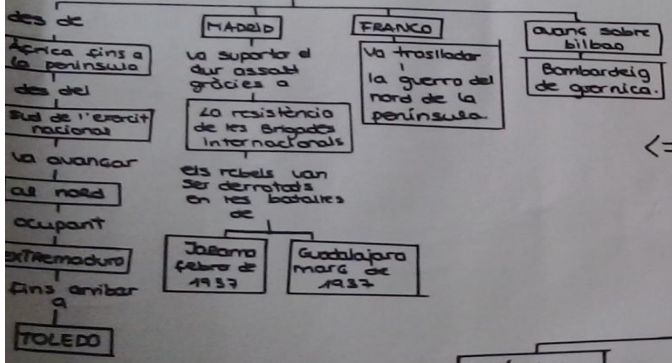 des de
Àfrica fins a
la península
des del
sud de l'exercit
nacional
va avançar
al nord
ocupant
EXTREMadura
fins arribar
a
TOLEDO
MADRID
va suportar el
dur assalt
gràcies a
La resistència
de les Brigades
Internacionals
els rebels van
ser derrotats
en les batalles
de
Jarama
febre de
1937
Guadalajara
març de
1937
FRANCO
va traslladar
la guerra del
nord de la
península.
avanç sobre
bilbao
Bombardeig
de guernica.
<=